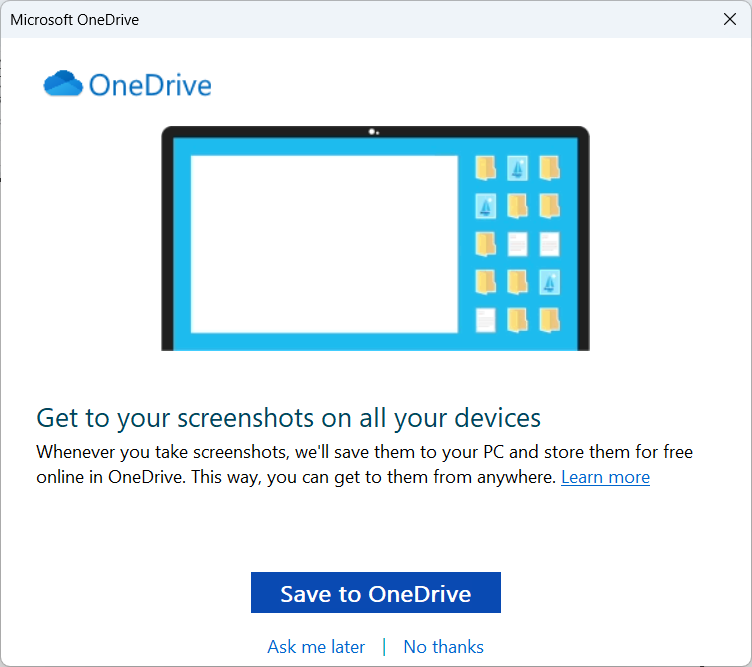 Microsoft OneDrive
OneDrive
Get to your screenshots on all your devices
Whenever you take screenshots, we'll save them to your PC and store them for free
online in OneDrive. This way, you can get to them from anywhere. Learn more
Save to OneDrive
Ask me later | No thanks